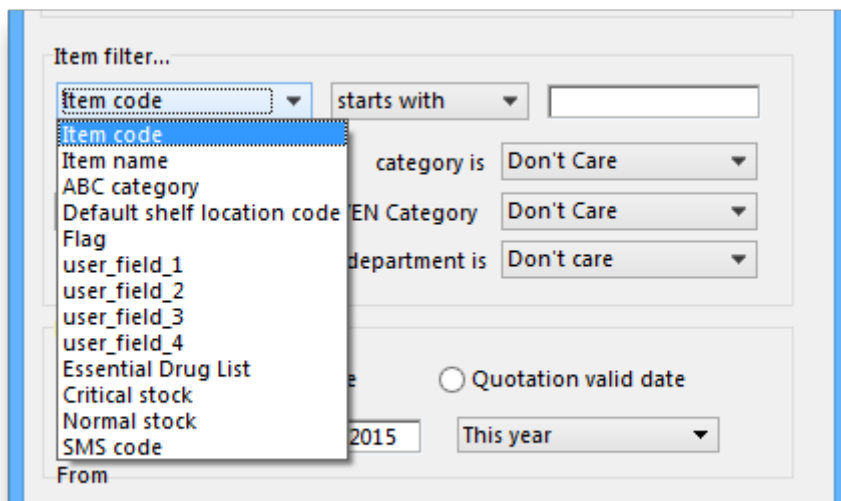 Item filter...
Item code starts with
Item code
Item name category is Don't Care
ABC category
Default shelf location code EN Category Don't Care
Flag
user_field_1 department is Don't care
user_field_2
user_field_3
user_field_4
Essential Drug List
Critical stock Quotation valid date
Normal stock
SMS code 2015 This year
From